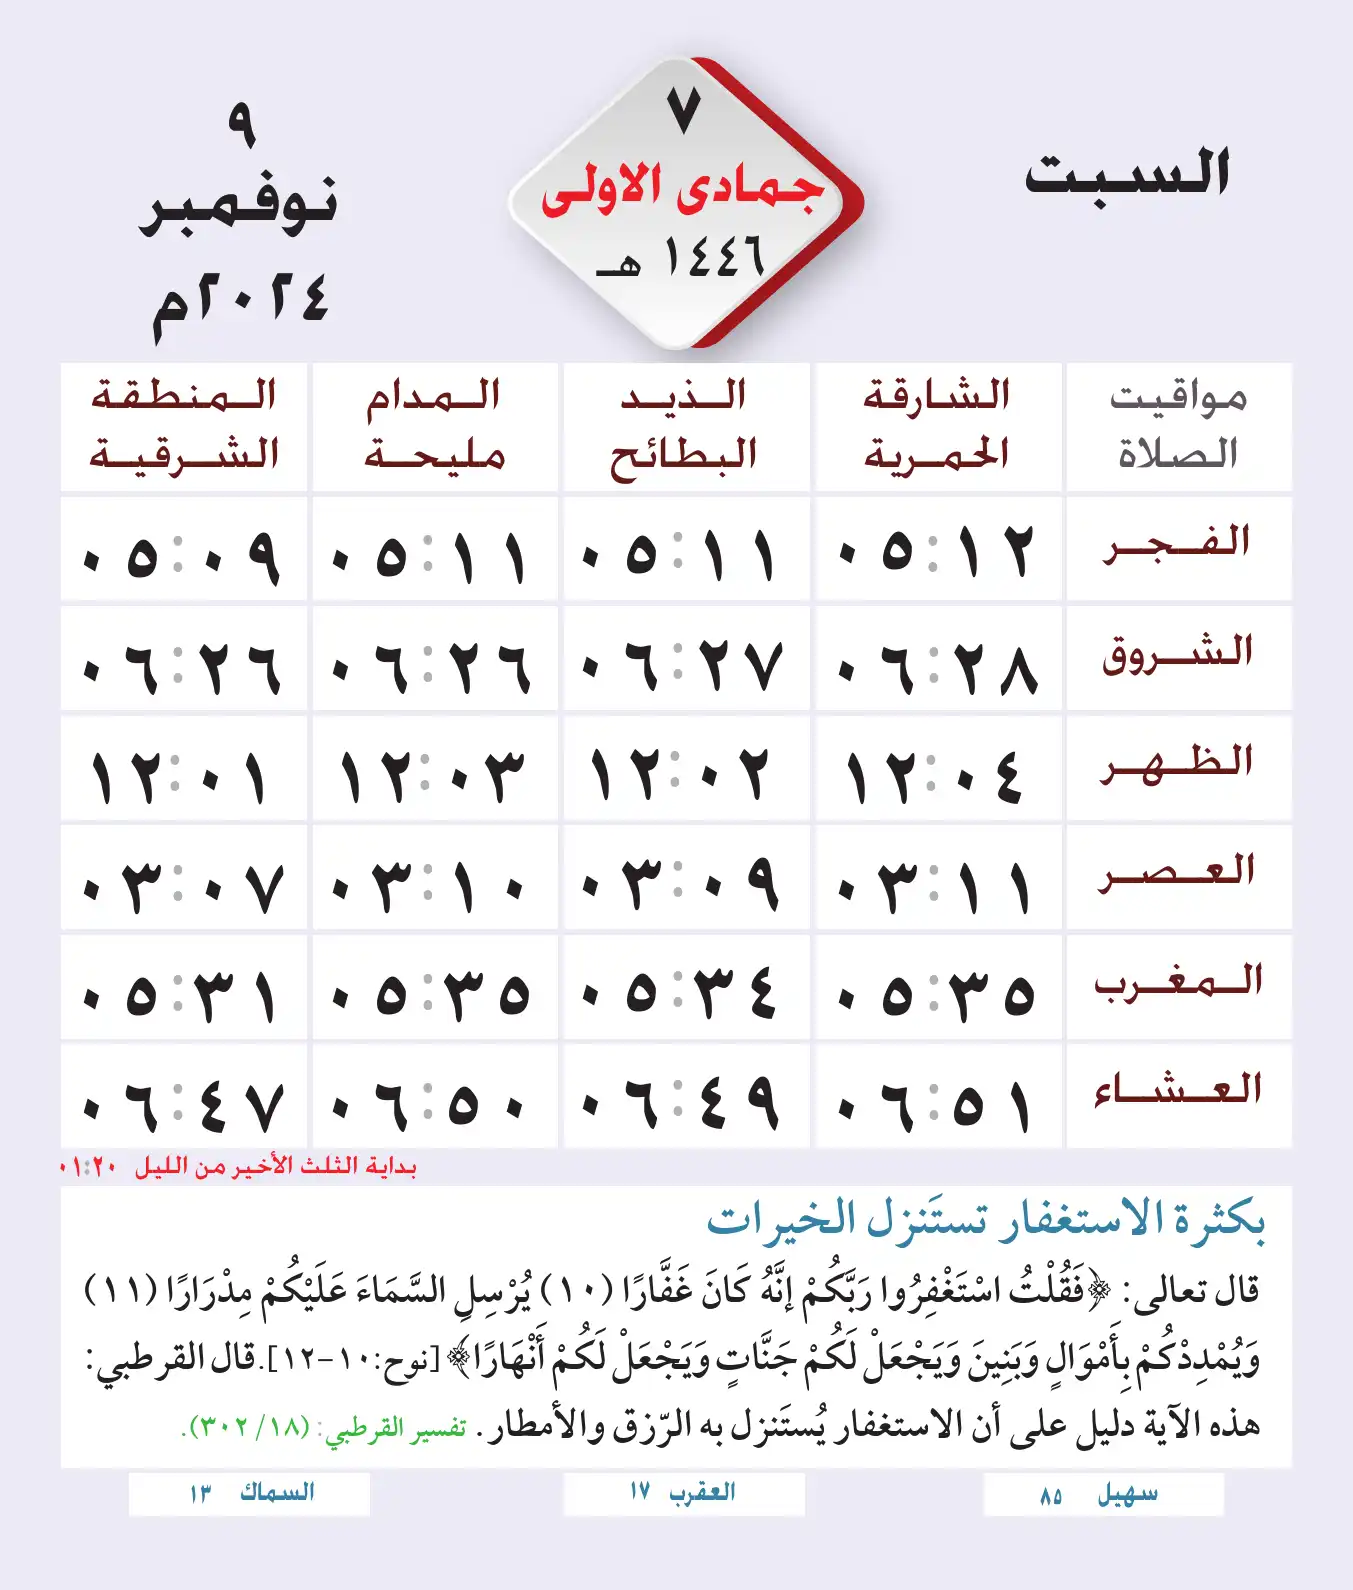 السبت
٧
جمادى الاولى
١٤٤٦ هـ
٩
نوفمبر
٢٠٢٤م
مواقيت الصلاة
الشارقة الحمرية
الذيد البطائح
المدام مليحة
المنطقة الشرقية
الفجر ٠٥:١٢ ٠٥:١١ ٠٥:١١ ٠٥:٠٩
الشروق ٠٦:٢٨ ٠٦:٢٧ ٠٦:٢٦ ٠٦:٢٦
الظهر ١٢:٠٤ ١٢:٠٢ ١٢:٠٣ ١٢:٠١
العصر ٠٣:١١ ٠٣:٠٩ ٠٣:١٠ ٠٣:٠٧
المغرب ٠٥:٣٥ ٠٥:٣٤ ٠٥:٣٥ ٠٥:٣١
العشاء ٠٦:٥١ ٠٦:٤٩ ٠٦:٥٠ ٠٦:٤٧
بداية الثلث الأخير من الليل ٠١:٢٠
بكثرة الاستغفار تستَنزل الخيرات
قال تعالى: ﴿فَقُلْتُ اسْتَغْفِرُوا رَبَّكُمْ إِنَّهُ كَانَ غَفَّارًا (١٠) يُرْسِلِ السَّمَاءَ عَلَيْكُمْ مِدْرَارًا (١١)
وَيُمْدِدْكُمْ بِأَمْوَالٍ وَبَنِينَ وَيَجْعَلْ لَكُمْ جَنَّاتٍ وَيَجْعَلْ لَكُمْ أَنْهَارًا﴾ [نوح:١٠-١٢]. قال القرطبي:
هذه الآية دليل على أن الاستغفار يُستَنزل به الرّزق والأمطار. تفسير القرطبي: (١٨/ ٣٠٢).
سهيل ٨٥
العقرب ١٧
السماك ١٣